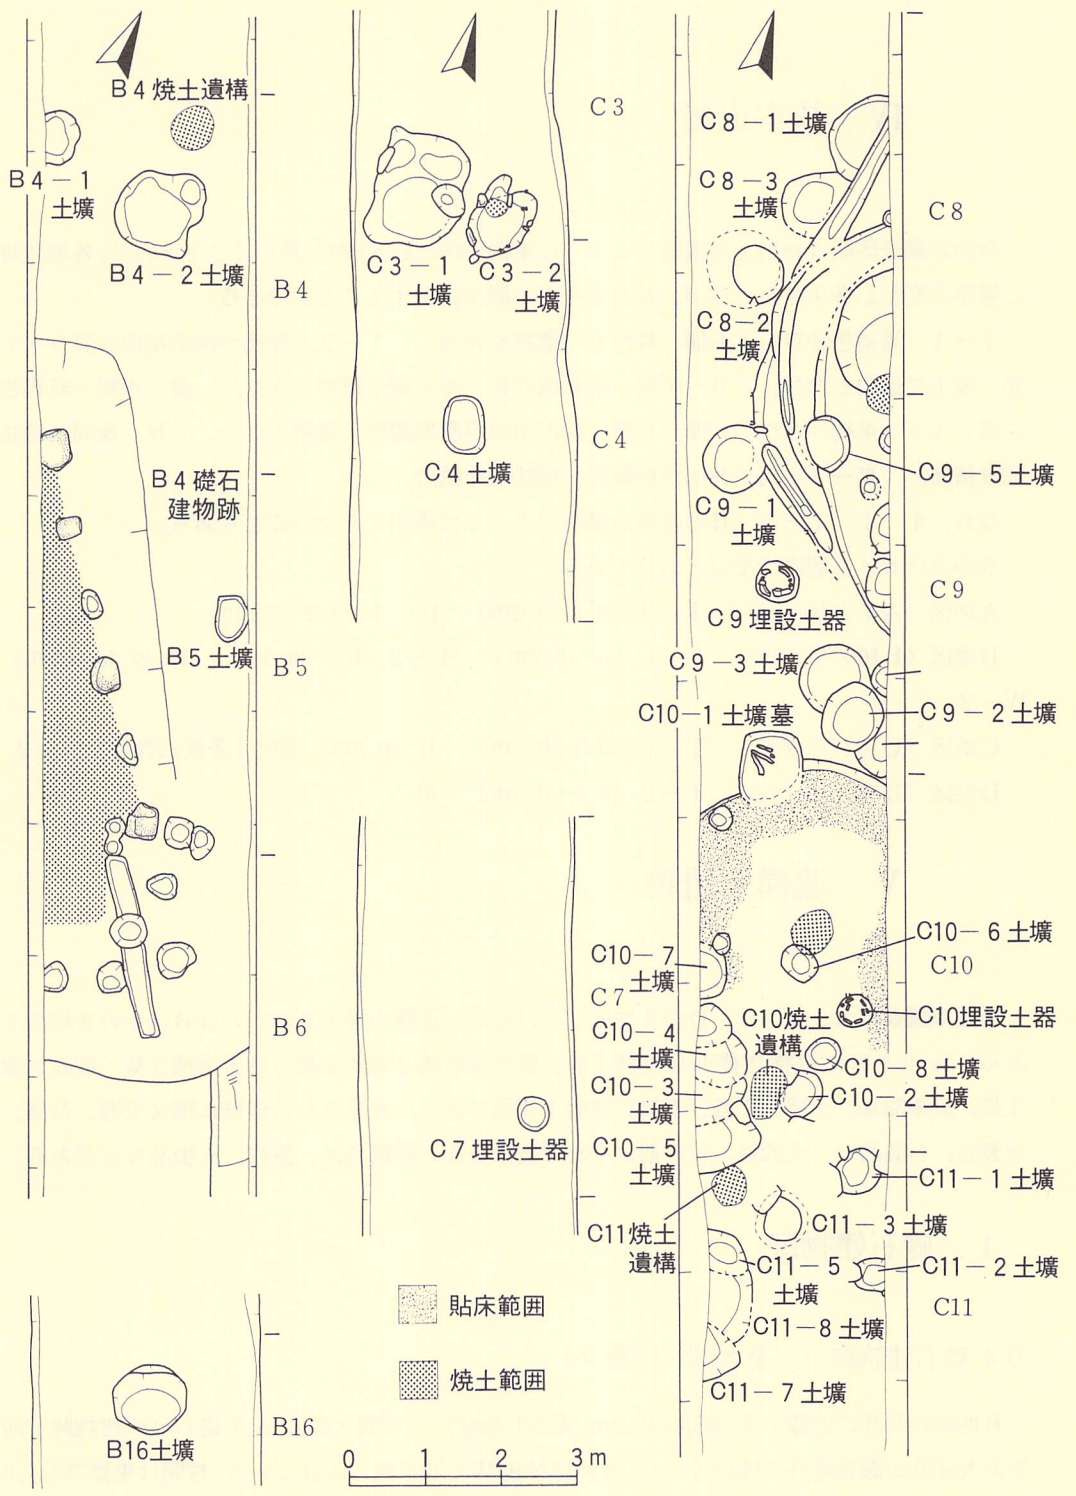 B4焼土遺構
B4-1
土壙
B4-2土壙
B4
B4礎石
建物跡
B5土壙
B5
B6
B16土壙
B16
C3
C3-1
土壙
C3-2
土壙
C4
C4土壙
C7
C7埋設土器
貼床範囲
焼土範囲
0 1 2 3m
C8-1土壙
C8-3
土壙
C8
C8-2
土壙
C9-5土壙
C9-1
土壙
C9
C9埋設土器
C9-3土壙
C9-2土壙
C10-1土壙墓
C10-6土壙
C10
C10-7
土壙
C10埋設土器
C10焼土
遺構
C10-4
土壙
C10-8土壙
C10-3
土壙
C10-2土壙
C10-5
土壙
C11-1土壙
C11-3土壙
C11焼土
遺構
C11-5
土壙
C11-2土壙
C11
C11-8土壙
C11-7土壙